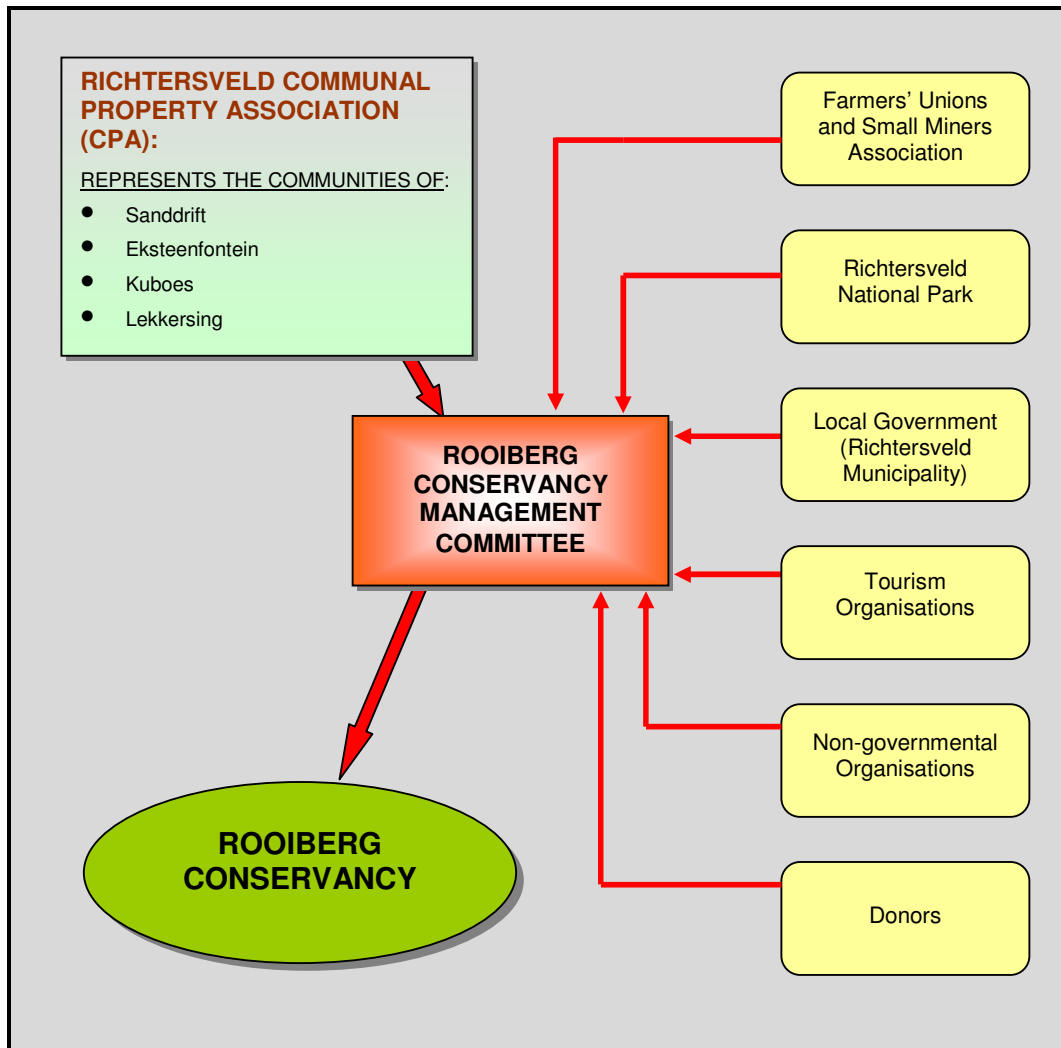 RICHTERSVELD COMMUNAL
PROPERTY ASSOCIATION
(CPA):
REPRESENTS THE COMMUNITIES OF:
• Sanddrift
• Eksteenfontein
• Kuboes
• Lekkersing
ROOIBERG
CONSERVANCY
MANAGEMENT
COMMITTEE
ROOIBERG
CONSERVANCY
Farmers’ Unions
and Small Miners
Association
Richtersveld
National Park
Local Government
(Richtersveld
Municipality)
Tourism
Organisations
Non-governmental
Organisations
Donors